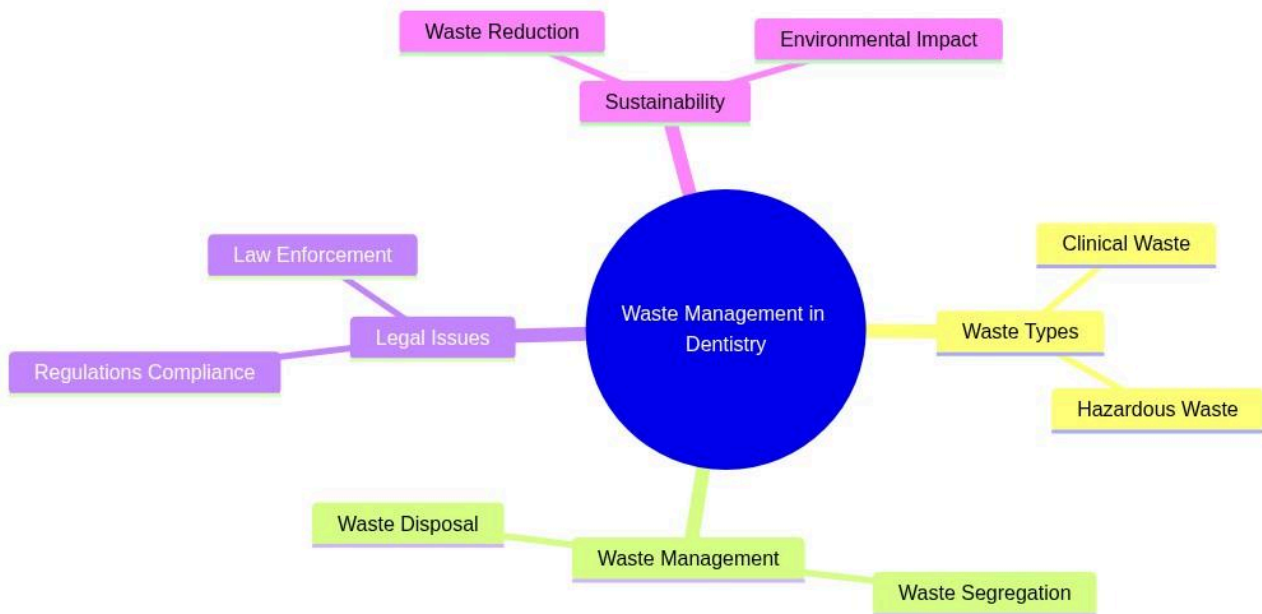 Waste Reduction
Environmental Impact
Sustainability
Clinical Waste
Law Enforcement
Waste Management in
Dentistry
Waste Types
Legal Issues
Regulations Compliance
Hazardous Waste
Waste Disposal
Waste Management
Waste Segregation